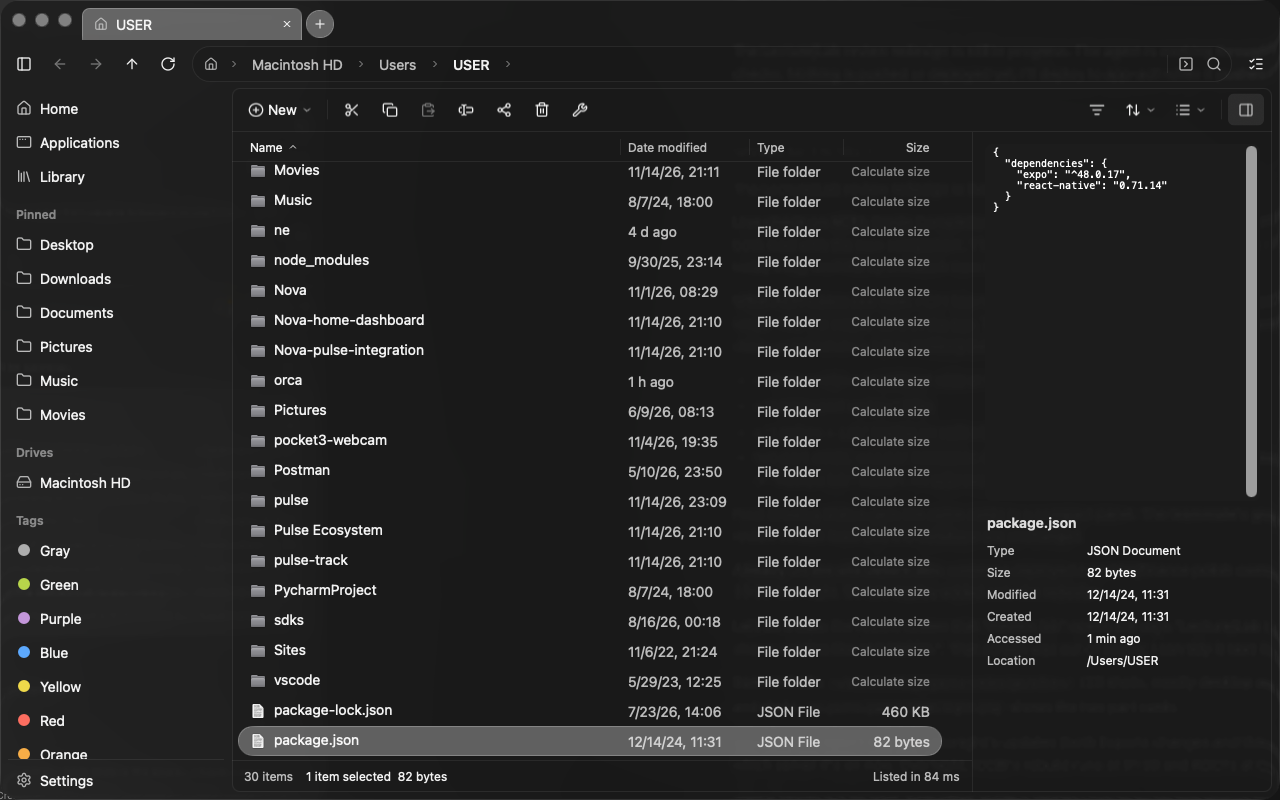 USER
Macintosh HD
Users
USER
Home
Applications
Library
Pinned
Desktop
Downloads
Documents
Pictures
Music
Movies
Drives
Macintosh HD
Tags
Gray
Green
Purple
Blue
Yellow
Red
Orange
Settings
New
Name Date modified Type Size
Movies 11/14/26, 21:11 File folder Calculate size
Music 8/7/24, 18:00 File folder Calculate size
ne 4 d ago File folder Calculate size
node_modules 9/30/25, 23:14 File folder Calculate size
Nova 11/1/26, 08:29 File folder Calculate size
Nova-home-dashboard 11/14/26, 21:10 File folder Calculate size
Nova-pulse-integration 11/14/26, 21:10 File folder Calculate size
orca 1 h ago File folder Calculate size
Pictures 6/9/26, 08:13 File folder Calculate size
pocket3-webcam 11/4/26, 19:35 File folder Calculate size
Postman 5/10/26, 23:50 File folder Calculate size
pulse 11/14/26, 23:09 File folder Calculate size
Pulse Ecosystem 11/14/26, 21:10 File folder Calculate size
pulse-track 11/14/26, 21:10 File folder Calculate size
PycharmProject 8/7/24, 18:00 File folder Calculate size
sdks 8/16/26, 00:18 File folder Calculate size
Sites 11/6/22, 21:24 File folder Calculate size
vscode 5/29/23, 12:25 File folder Calculate size
package-lock.json 7/23/26, 14:06 JSON File 460 KB
package.json 12/14/24, 11:31 JSON File 82 bytes
30 items 1 item selected 82 bytes Listed in 84 ms
{
"dependencies": {
"expo": "^48.0.17",
"react-native": "0.71.14"
}
}
package.json
Type JSON Document
Size 82 bytes
Modified 12/14/24, 11:31
Created 12/14/24, 11:31
Accessed 1 min ago
Location /Users/USER